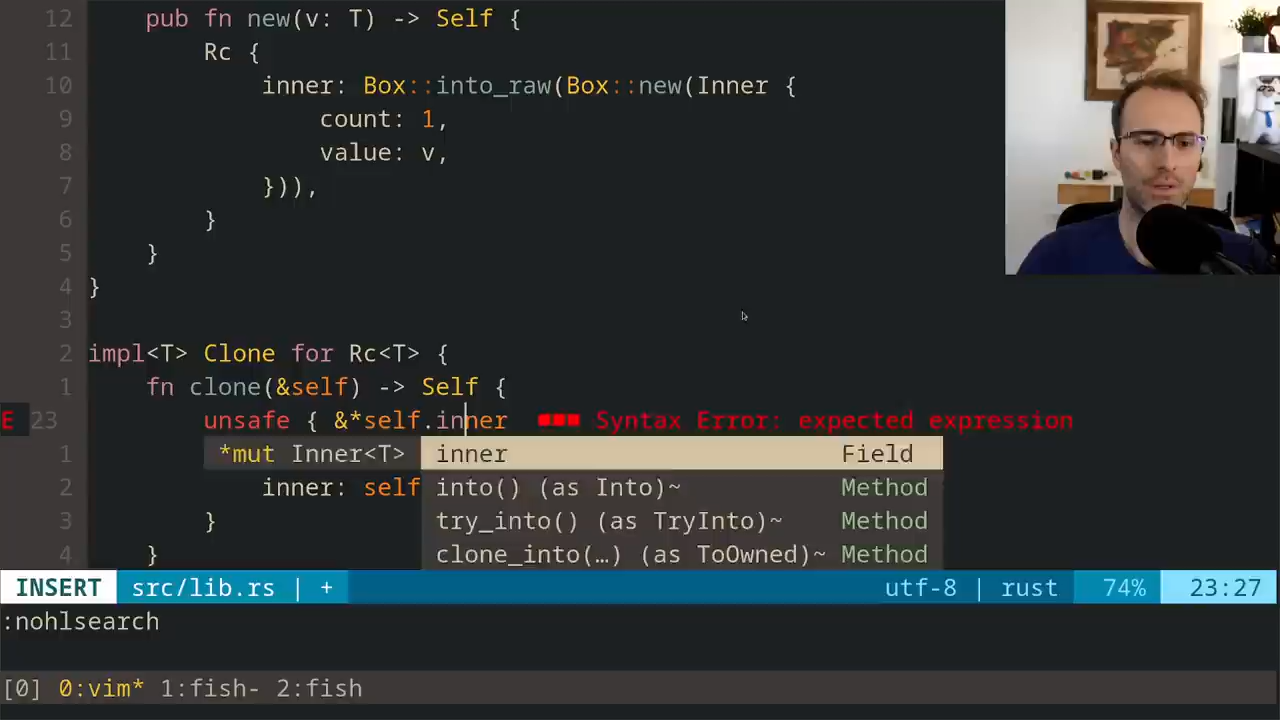 12 pub fn new(v: T) -> Self {
11 Rc {
10 inner: Box::into_raw(Box::new(Inner {
9 count: 1,
8 value: v,
7 })),
6 }
5 }
4 }
3
2 impl<T> Clone for Rc<T> {
1 fn clone(&self) -> Self {
E 23 unsafe { &*self.inner ■■■ Syntax Error: expected expression
1 *mut Inner<T> inner Field
2 inner: self into() (as Into)~ Method
3 } try_into() (as TryInto)~ Method
4 } clone_into(…) (as ToOwned)~ Method
INSERT src/lib.rs | + utf-8 | rust 74% 23:27
:nohlsearch
[0] 0:vim* 1:fish- 2:fish